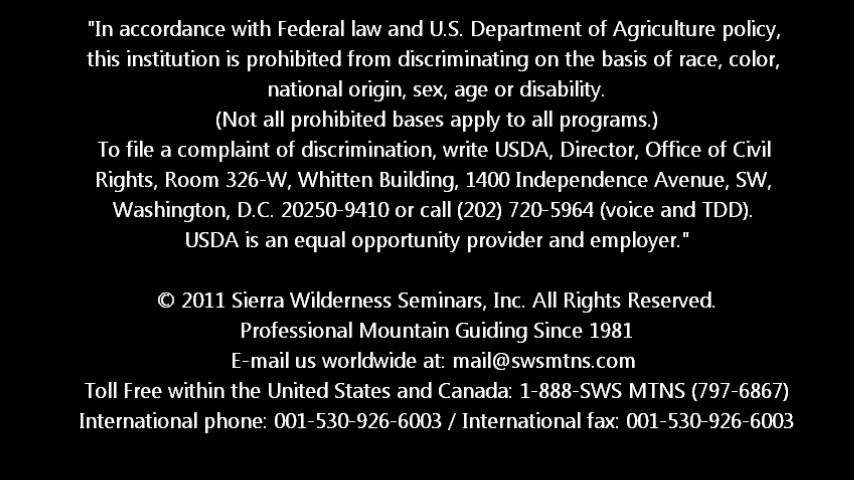 "In accordance with Federal law and U.S. Department of Agriculture policy,
this institution is prohibited from discriminating on the basis of race, color,
national origin, sex, age or disability.
(Not all prohibited bases apply to all programs.)
To file a complaint of discrimination, write USDA, Director, Office of Civil
Rights, Room 326-W, Whitten Building, 1400 Independence Avenue, SW,
Washington, D.C. 20250-9410 or call (202) 720-5964 (voice and TDD).
USDA is an equal opportunity provider and employer."
© 2011 Sierra Wilderness Seminars, Inc. All Rights Reserved.
Professional Mountain Guiding Since 1981
E-mail us worldwide at: mail@swsmtns.com
Toll Free within the United States and Canada: 1-888-SWS MTNS (797-6867)
International phone: 001-530-926-6003 / International fax: 001-530-926-6003